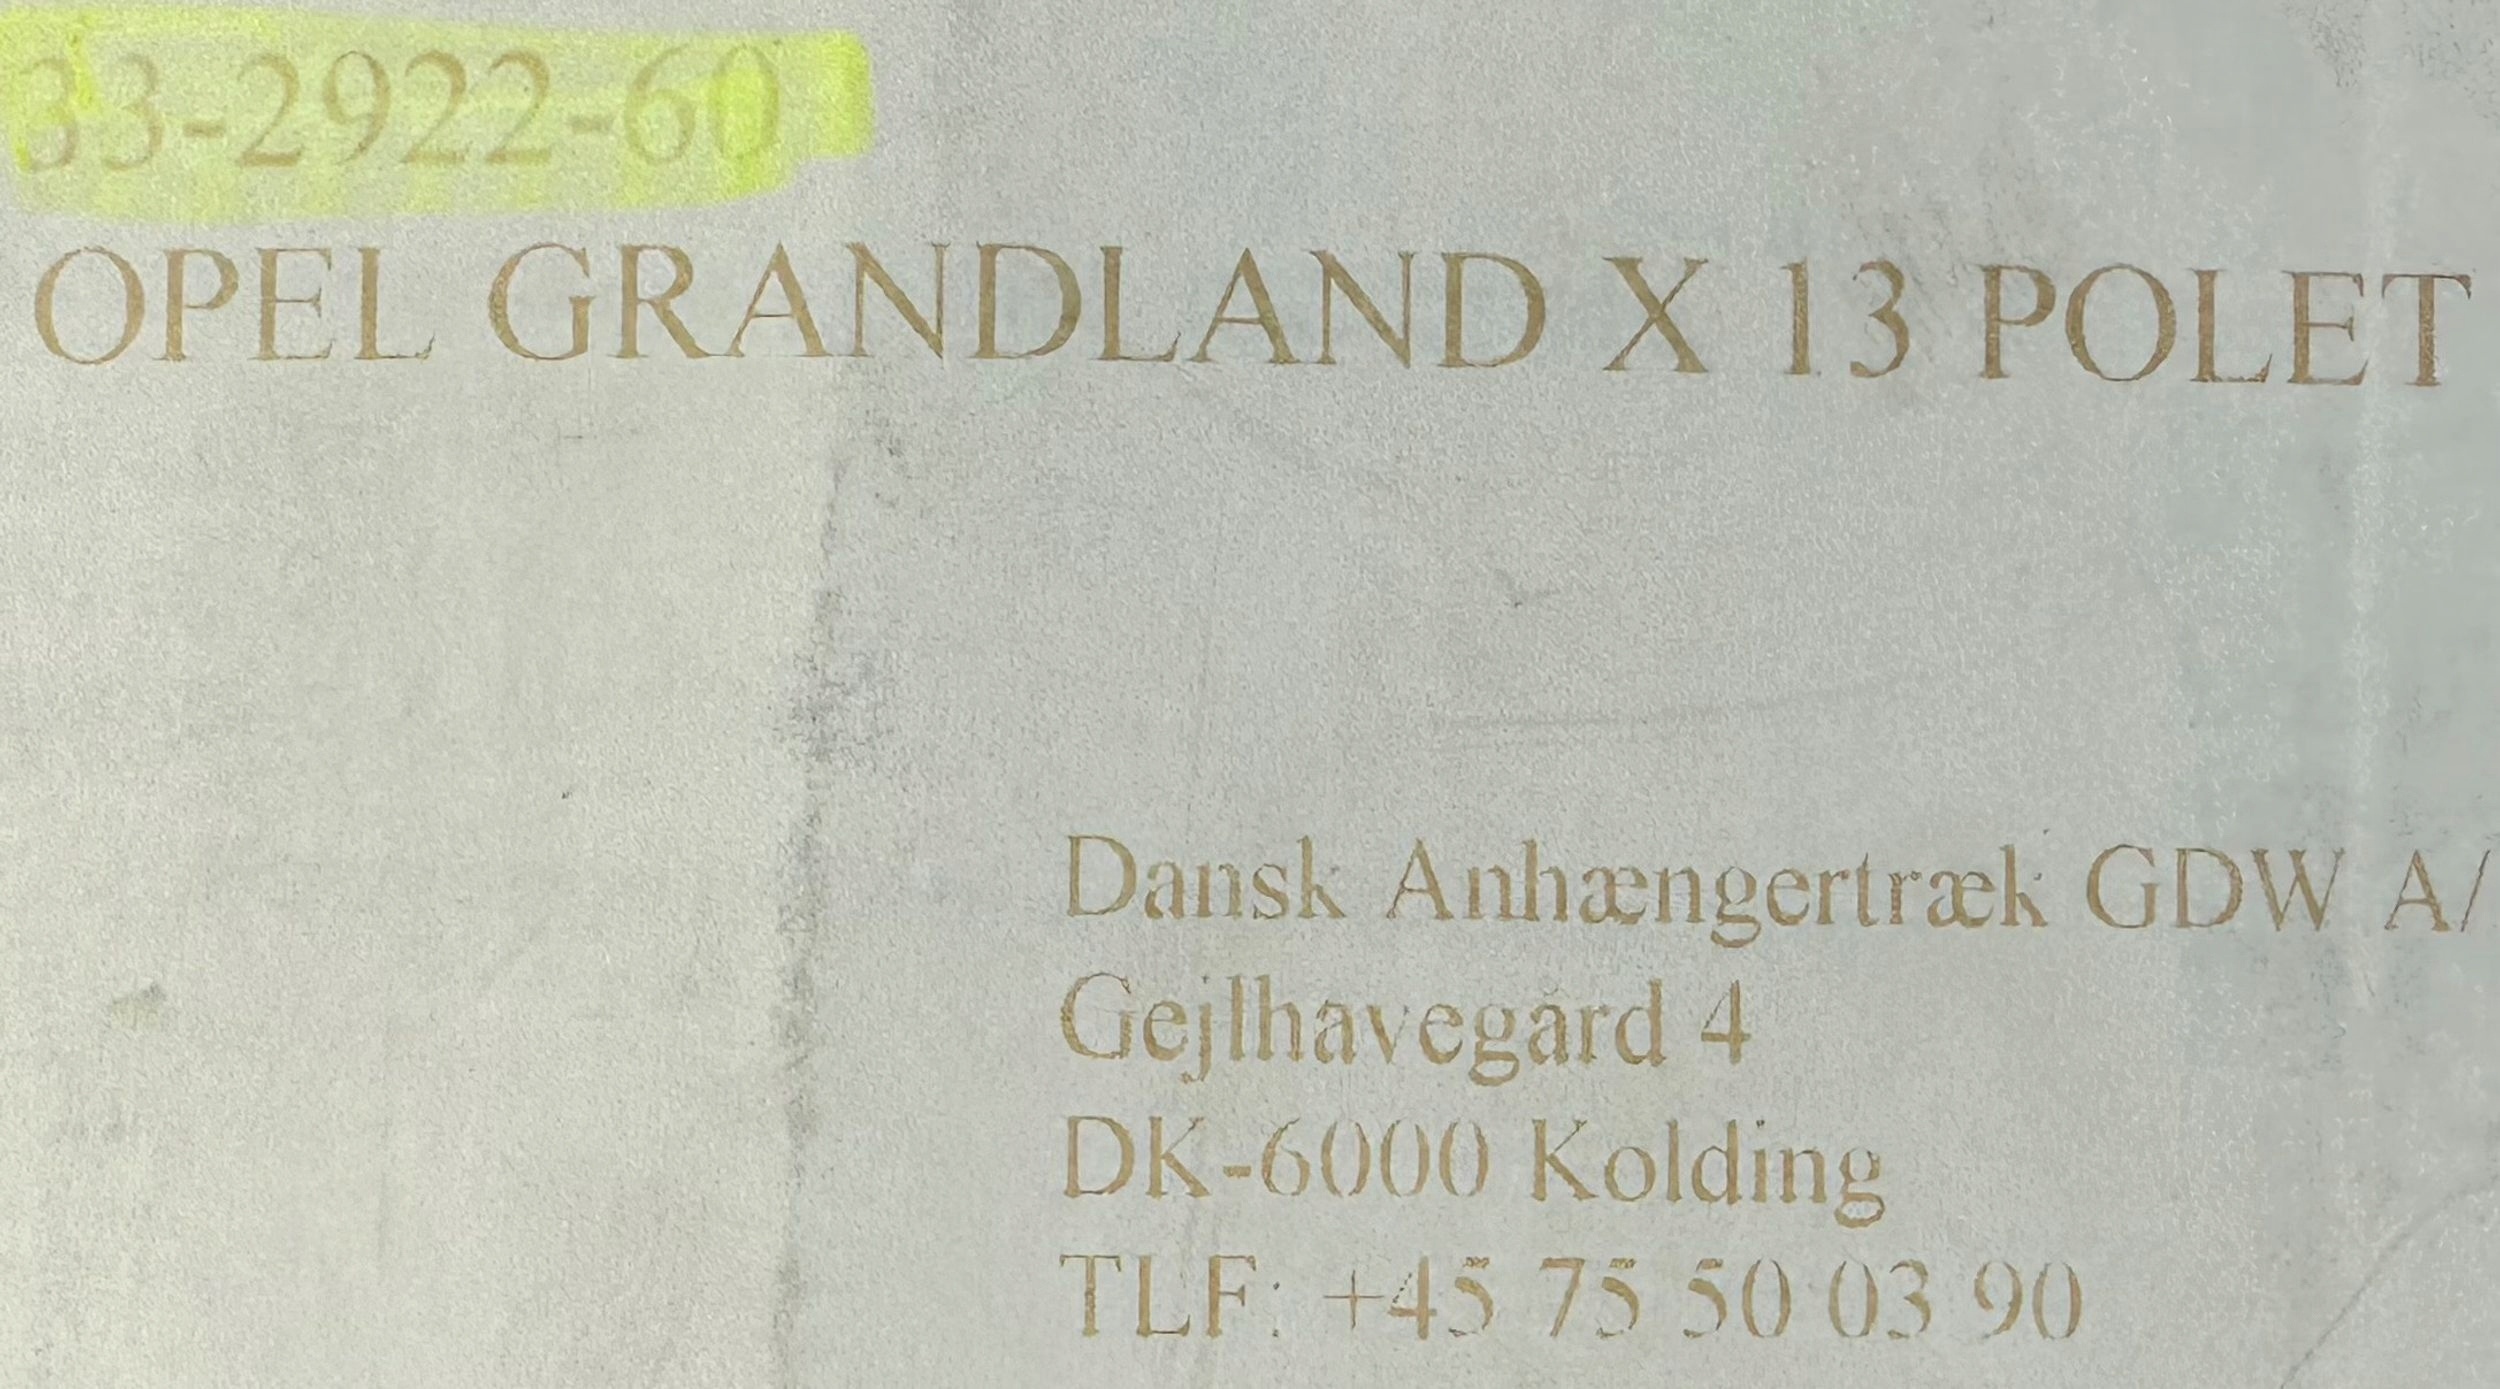 33-2922-60
OPEL GRANDLAND X 13 POLET
Dansk Anhængertræk GDW A/
Gejlhavegård 4
DK-6000 Kolding
TLF: +45 75 50 03 90